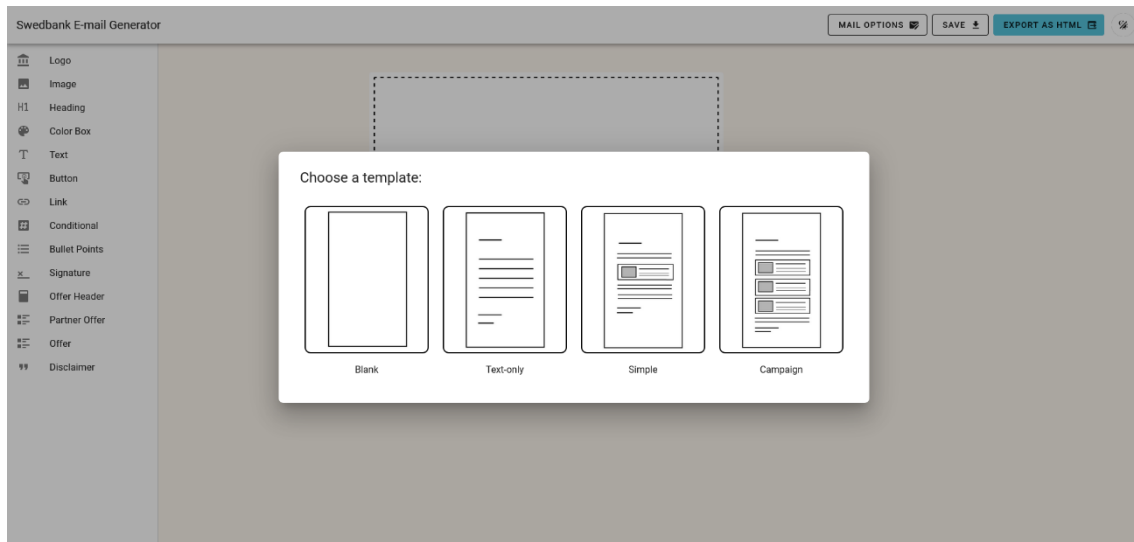 Swedbank E-mail Generator
MAIL OPTIONS
SAVE
EXPORT AS HTML
Logo
Image
H1 Heading
Color Box
T Text
Button
Link
Conditional
Bullet Points
Signature
Offer Header
Partner Offer
Offer
Disclaimer
Choose a template:
Blank
Text-only
Simple
Campaign